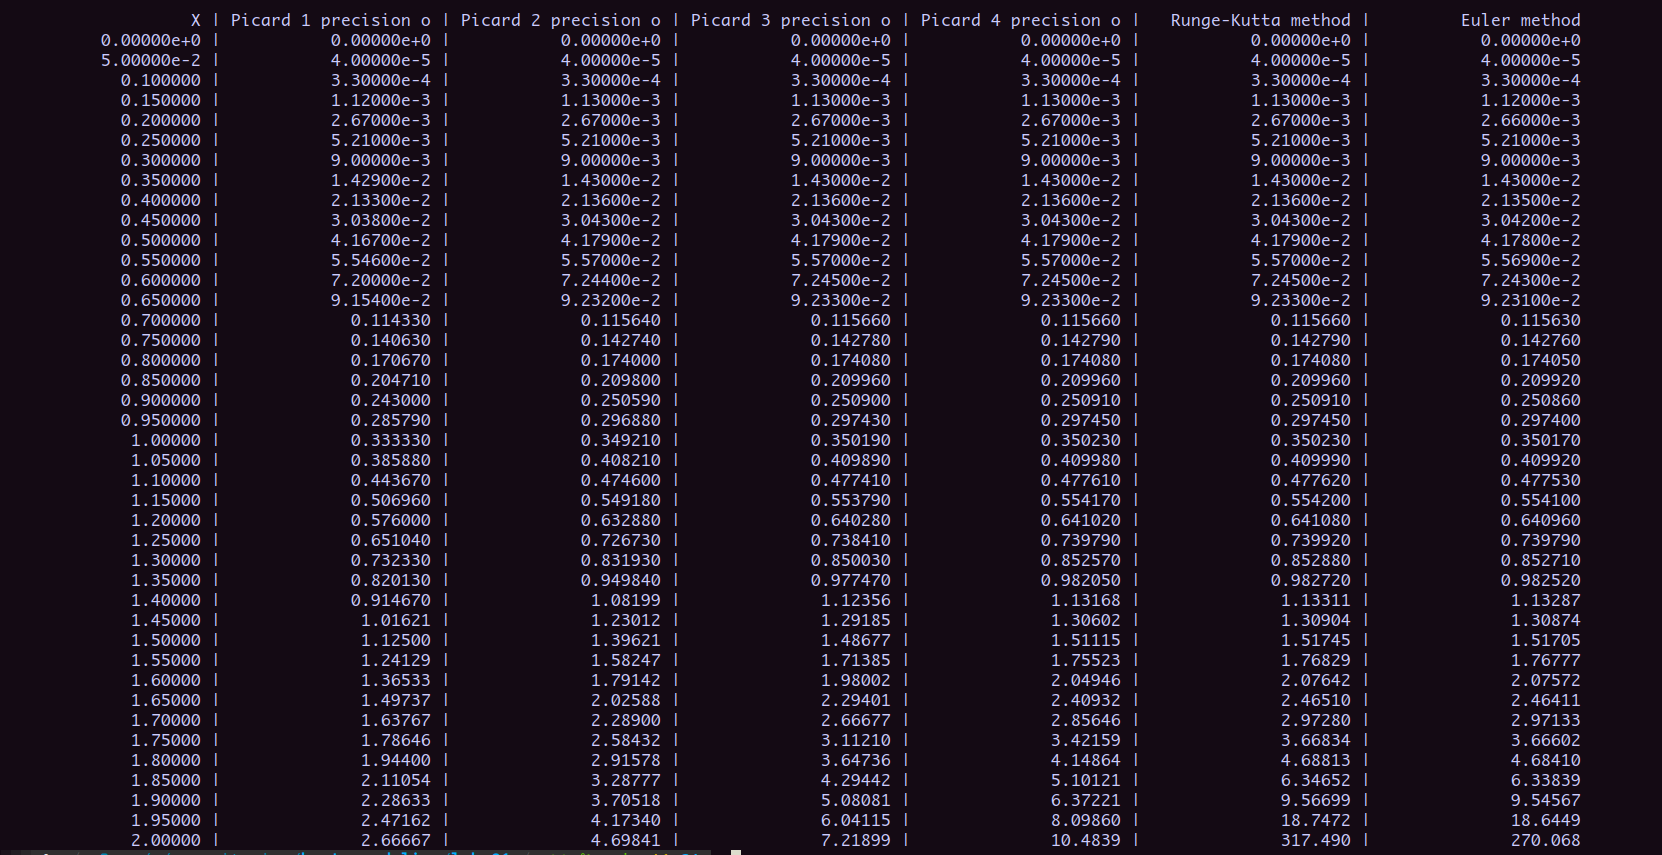 X | Picard 1 precision o | Picard 2 precision o | Picard 3 precision o | Picard 4 precision o | Runge-Kutta method | Euler method
0.00000e+0 | 0.00000e+0 | 0.00000e+0 | 0.00000e+0 | 0.00000e+0 | 0.00000e+0 | 0.00000e+0
5.00000e-2 | 4.00000e-5 | 4.00000e-5 | 4.00000e-5 | 4.00000e-5 | 4.00000e-5 | 4.00000e-5
0.100000 | 3.30000e-4 | 3.30000e-4 | 3.30000e-4 | 3.30000e-4 | 3.30000e-4 | 3.30000e-4
0.150000 | 1.12000e-3 | 1.13000e-3 | 1.13000e-3 | 1.13000e-3 | 1.13000e-3 | 1.12000e-3
0.200000 | 2.67000e-3 | 2.67000e-3 | 2.67000e-3 | 2.67000e-3 | 2.67000e-3 | 2.66000e-3
0.250000 | 5.21000e-3 | 5.21000e-3 | 5.21000e-3 | 5.21000e-3 | 5.21000e-3 | 5.21000e-3
0.300000 | 9.00000e-3 | 9.00000e-3 | 9.00000e-3 | 9.00000e-3 | 9.00000e-3 | 9.00000e-3
0.350000 | 1.42900e-2 | 1.43000e-2 | 1.43000e-2 | 1.43000e-2 | 1.43000e-2 | 1.43000e-2
0.400000 | 2.13300e-2 | 2.13600e-2 | 2.13600e-2 | 2.13600e-2 | 2.13600e-2 | 2.13500e-2
0.450000 | 3.03800e-2 | 3.04300e-2 | 3.04300e-2 | 3.04300e-2 | 3.04300e-2 | 3.04200e-2
0.500000 | 4.16700e-2 | 4.17900e-2 | 4.17900e-2 | 4.17900e-2 | 4.17900e-2 | 4.17800e-2
0.550000 | 5.54600e-2 | 5.57000e-2 | 5.57000e-2 | 5.57000e-2 | 5.57000e-2 | 5.56900e-2
0.600000 | 7.20000e-2 | 7.24400e-2 | 7.24500e-2 | 7.24500e-2 | 7.24500e-2 | 7.24300e-2
0.650000 | 9.15400e-2 | 9.23200e-2 | 9.23300e-2 | 9.23300e-2 | 9.23300e-2 | 9.23100e-2
0.700000 | 0.114330 | 0.115640 | 0.115660 | 0.115660 | 0.115660 | 0.115630
0.750000 | 0.140630 | 0.142740 | 0.142780 | 0.142790 | 0.142790 | 0.142760
0.800000 | 0.170670 | 0.174000 | 0.174080 | 0.174080 | 0.174080 | 0.174050
0.850000 | 0.204710 | 0.209800 | 0.209960 | 0.209960 | 0.209960 | 0.209920
0.900000 | 0.243000 | 0.250590 | 0.250900 | 0.250910 | 0.250910 | 0.250860
0.950000 | 0.285790 | 0.296880 | 0.297430 | 0.297450 | 0.297450 | 0.297400
1.00000 | 0.333330 | 0.349210 | 0.350190 | 0.350230 | 0.350230 | 0.350170
1.05000 | 0.385880 | 0.408210 | 0.409890 | 0.409980 | 0.409990 | 0.409920
1.10000 | 0.443670 | 0.474600 | 0.477410 | 0.477610 | 0.477620 | 0.477530
1.15000 | 0.506960 | 0.549180 | 0.553790 | 0.554170 | 0.554200 | 0.554100
1.20000 | 0.576000 | 0.632880 | 0.640280 | 0.641020 | 0.641080 | 0.640960
1.25000 | 0.651040 | 0.726730 | 0.738410 | 0.739790 | 0.739920 | 0.739790
1.30000 | 0.732330 | 0.831930 | 0.850030 | 0.852570 | 0.852880 | 0.852710
1.35000 | 0.820130 | 0.949840 | 0.977470 | 0.982050 | 0.982720 | 0.982520
1.40000 | 0.914670 | 1.08199 | 1.12356 | 1.13168 | 1.13311 | 1.13287
1.45000 | 1.01621 | 1.23012 | 1.29185 | 1.30602 | 1.30904 | 1.30874
1.50000 | 1.12500 | 1.39621 | 1.48677 | 1.51115 | 1.51745 | 1.51705
1.55000 | 1.24129 | 1.58247 | 1.71385 | 1.75523 | 1.76829 | 1.76777
1.60000 | 1.36533 | 1.79142 | 1.98002 | 2.04946 | 2.07642 | 2.07572
1.65000 | 1.49737 | 2.02588 | 2.29401 | 2.40932 | 2.46510 | 2.46411
1.70000 | 1.63767 | 2.28900 | 2.66677 | 2.85646 | 2.97280 | 2.97133
1.75000 | 1.78646 | 2.58432 | 3.11210 | 3.42159 | 3.66834 | 3.66602
1.80000 | 1.94400 | 2.91578 | 3.64736 | 4.14864 | 4.68813 | 4.68410
1.85000 | 2.11054 | 3.28777 | 4.29442 | 5.10121 | 6.34652 | 6.33839
1.90000 | 2.28633 | 3.70518 | 5.08081 | 6.37221 | 9.56699 | 9.54567
1.95000 | 2.47162 | 4.17340 | 6.04115 | 8.09860 | 18.7472 | 18.6449
2.00000 | 2.66667 | 4.69841 | 7.21899 | 10.4839 | 317.490 | 270.068